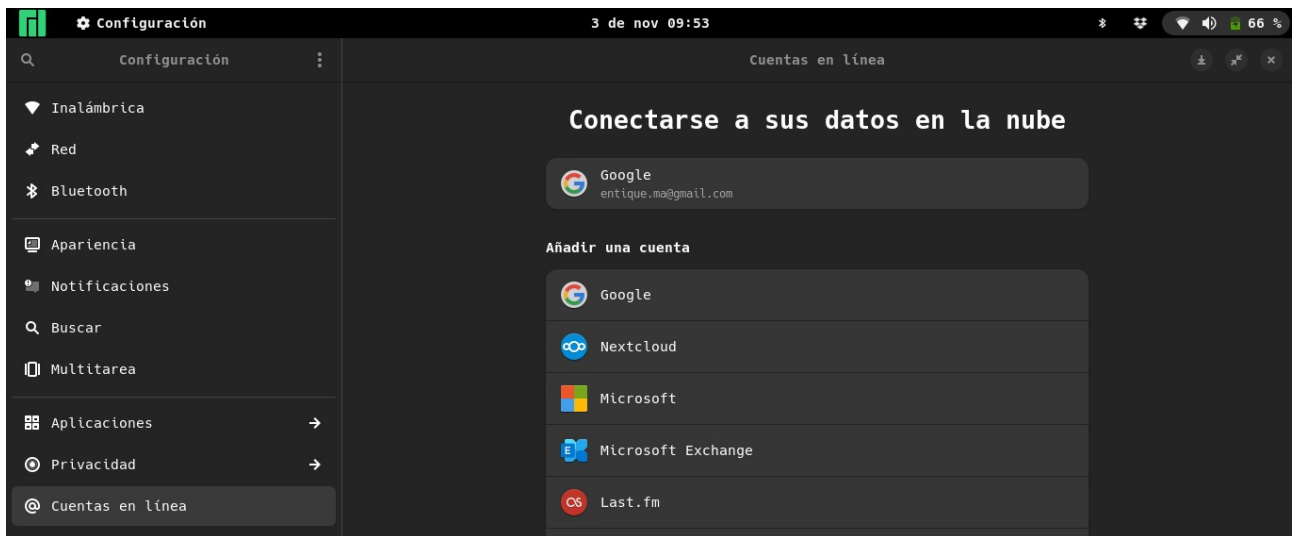 Configuración
3 de nov 09:53
66 %
Configuración
Cuentas en línea
Inalámbrica
Red
Bluetooth
Apariencia
Notificaciones
Buscar
Multitarea
Aplicaciones
Privacidad
Cuentas en línea
Conectarse a sus datos en la nube
Google
entique.ma@gmail.com
Añadir una cuenta
Google
Nextcloud
Microsoft
Microsoft Exchange
Last.fm